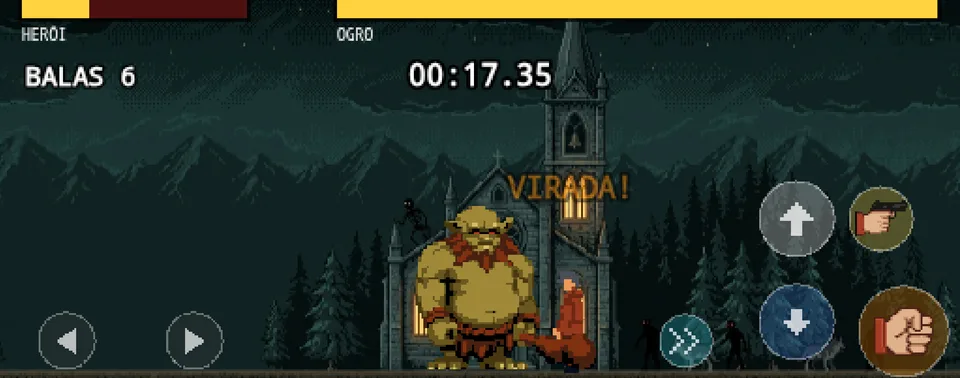 HERÓI
OGRO
BALAS 6
00:17.35
VIRADA!